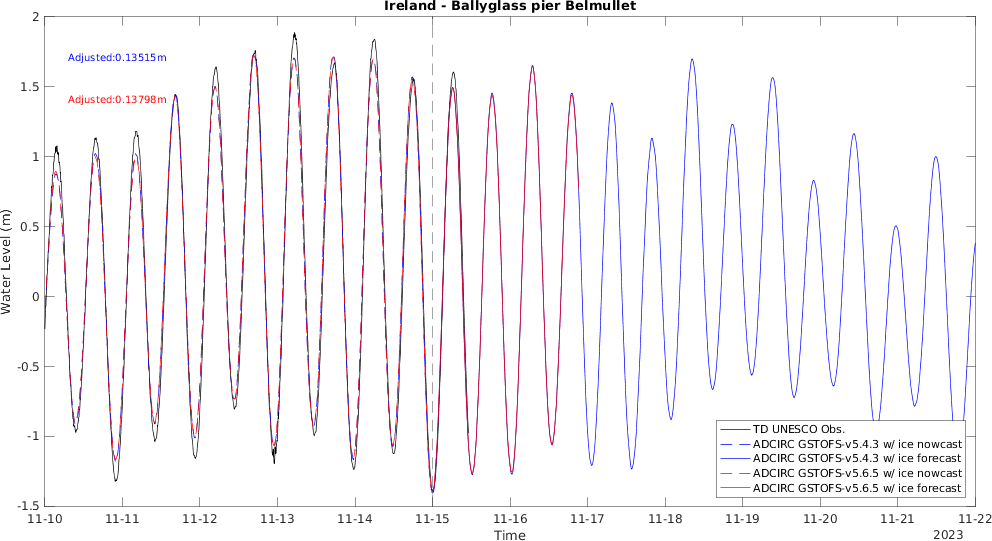 Ireland - Ballyglass pier Belmullet
2
1.5
1
0.5
0
-0.5
-1
-1.5
Water Level (m)
Adjusted:0.13515m
Adjusted:0.13798m
TD UNESCO Obs.
ADCIRC GSTOFS-v5.4.3 w/ ice nowcast
ADCIRC GSTOFS-v5.4.3 w/ ice forecast
ADCIRC GSTOFS-v5.6.5 w/ ice nowcast
ADCIRC GSTOFS-v5.6.5 w/ ice forecast
11-10 11-11 11-12 11-13 11-14 11-15 11-16 11-17 11-18 11-19 11-20 11-21 11-22
Time
2023